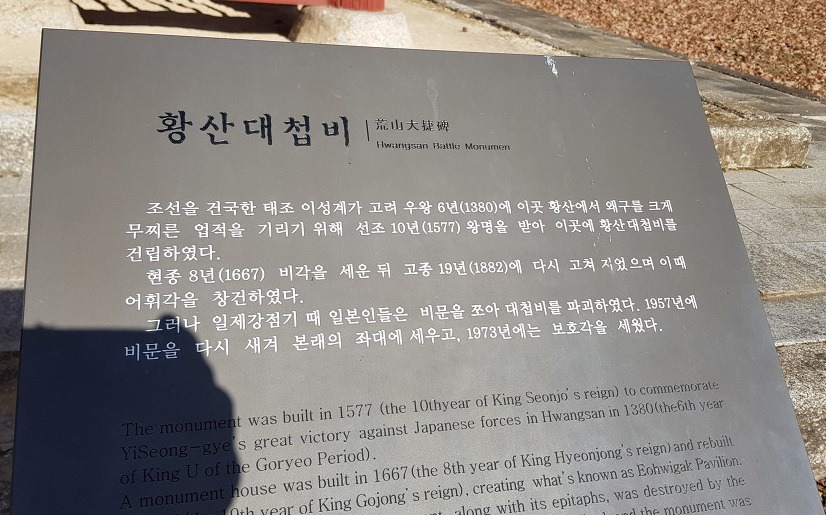 황산대첩비
荒山大捷碑
Hwangsan Battle Monumen
조선을 건국한 태조 이성계가 고려 우왕 6년(1380)에 이곳 황산에서 왜구를 크게
무찌른 업적을 기리기 위해 선조 10년(1577) 왕명을 받아 이곳에 황산대첩비를
건립하였다.
현종 8년(1667) 비각을 세운 뒤 고종 19년(1882)에 다시 고쳐 지었으며 이때
어휘각을 창건하였다.
그러나 일제강점기 때 일본인들은 비문을 쪼아 대첩비를 파괴하였다. 1957년에
비문을 다시 새겨 본래의 좌대에 세우고, 1973년에는 보호각을 세웠다.
The monument was built in 1577 (the 10thyear of King Seonjo's reign) to commemorate
YiSeong-gye's great victory against Japanese forces in Hwangsan in 1380(the6th year
of King U of the Goryeo Period).
A monument house was built in 1667(the 8th year of King Hyeonjong's reign) and rebuilt
10th year of King Gojong's reign), creating what's known as Eohwigak Pavilion.
along with its epitaphs, was destroyed by the
and the monument was